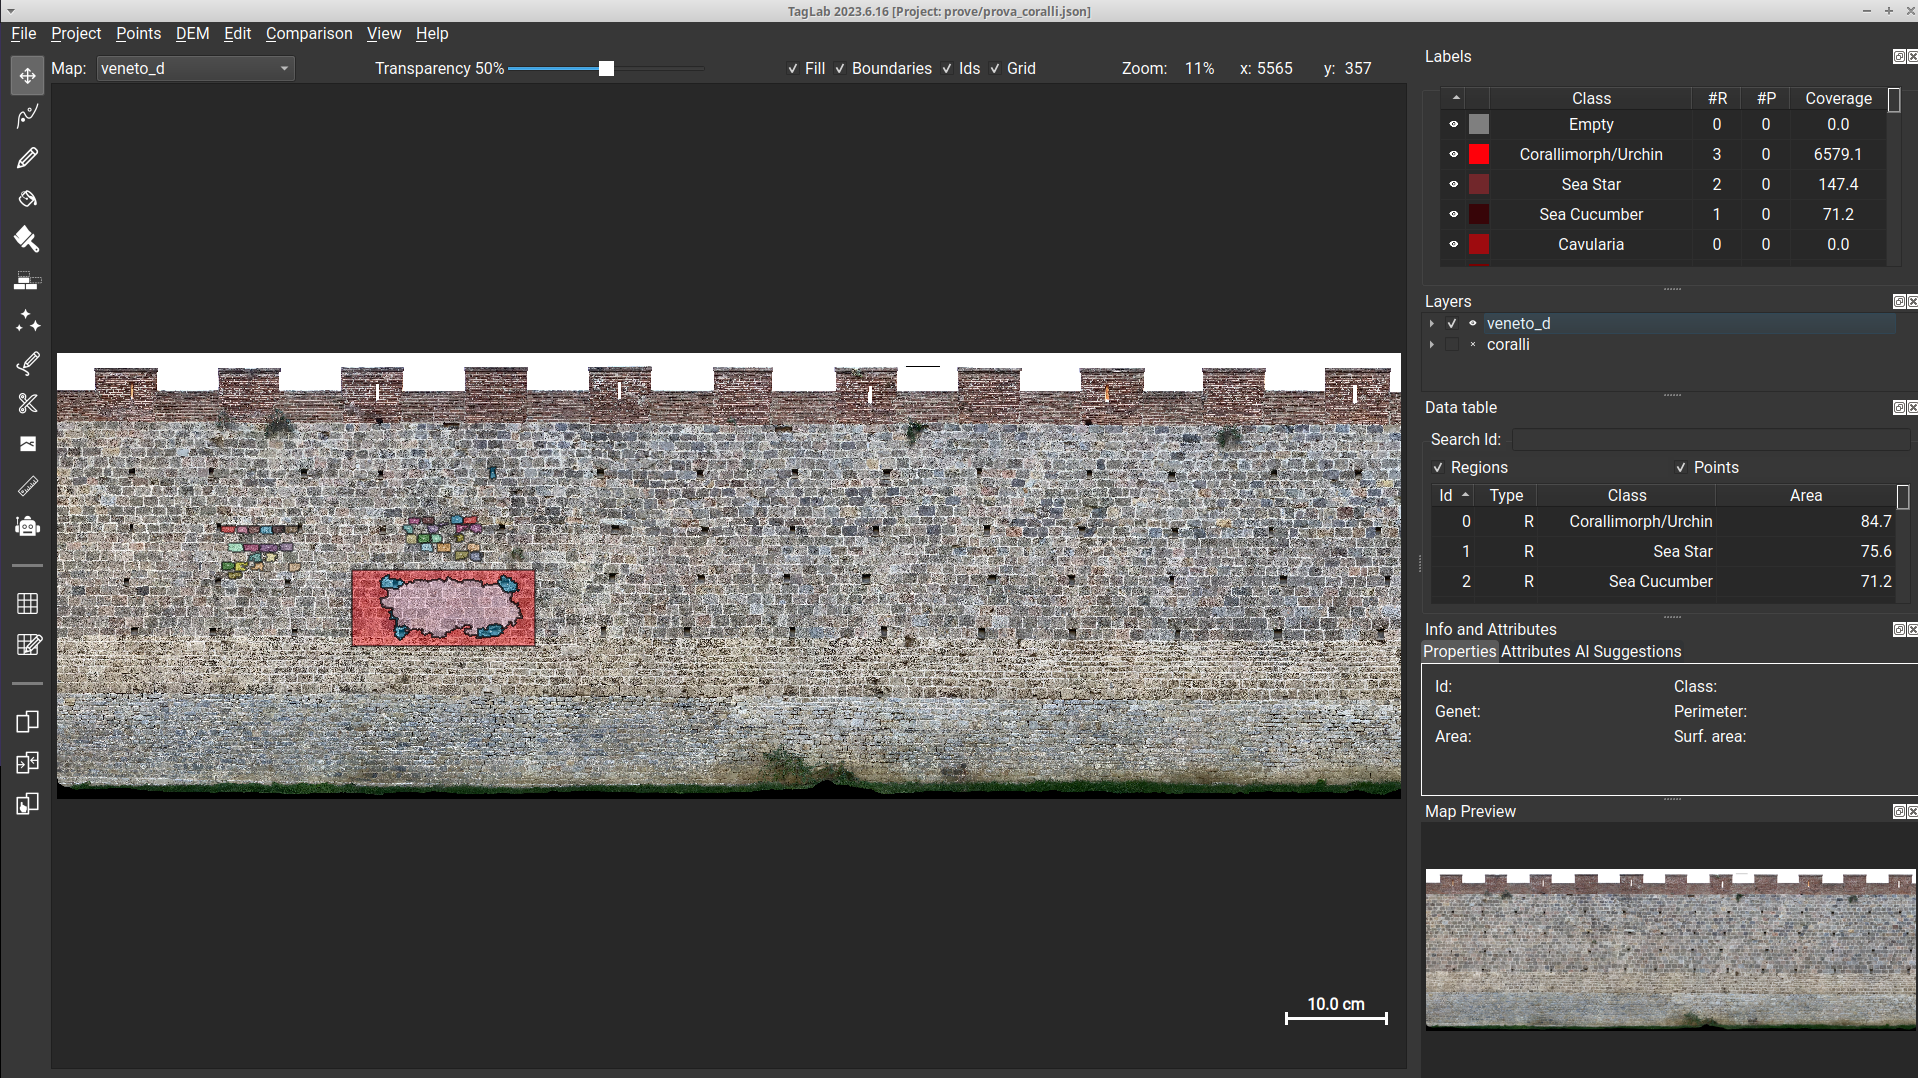 TagLab 2023.6.16 [Project: prove/prova_coralli.json]
File Project Points DEM Edit Comparison View Help
Map: veneto_d Transparency 50% Fill Boundaries Ids Grid Zoom: 11% x: 5565 y: 357
Labels
Class #R #P Coverage
Empty 0 0 0.0
Corallimorph/Urchin 3 0 6579.1
Sea Star 2 0 147.4
Sea Cucumber 1 0 71.2
Cavularia 0 0 0.0
Layers
veneto_d
coralli
Data table
Search Id:
Regions Points
Id Type Class Area
0 R Corallimorph/Urchin 84.7
1 R Sea Star 75.6
2 R Sea Cucumber 71.2
Info and Attributes
Properties Attributes AI Suggestions
Id: Class:
Genet: Perimeter:
Area: Surf. area:
Map Preview
10.0 cm